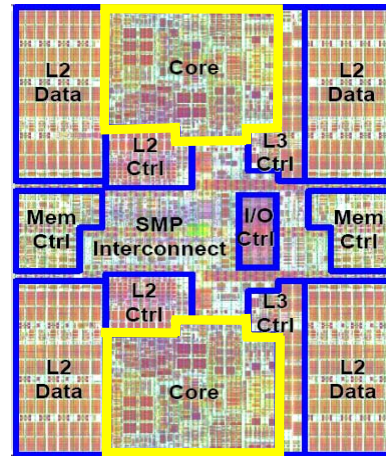 L2
Data
Core
L2
Data
L2
Ctrl
L3
Ctrl
Mem
Ctrl
SMP
Interconnect
I/O
Ctrl
Mem
Ctrl
L2
Ctrl
L3
Ctrl
L2
Data
Core
L2
Data